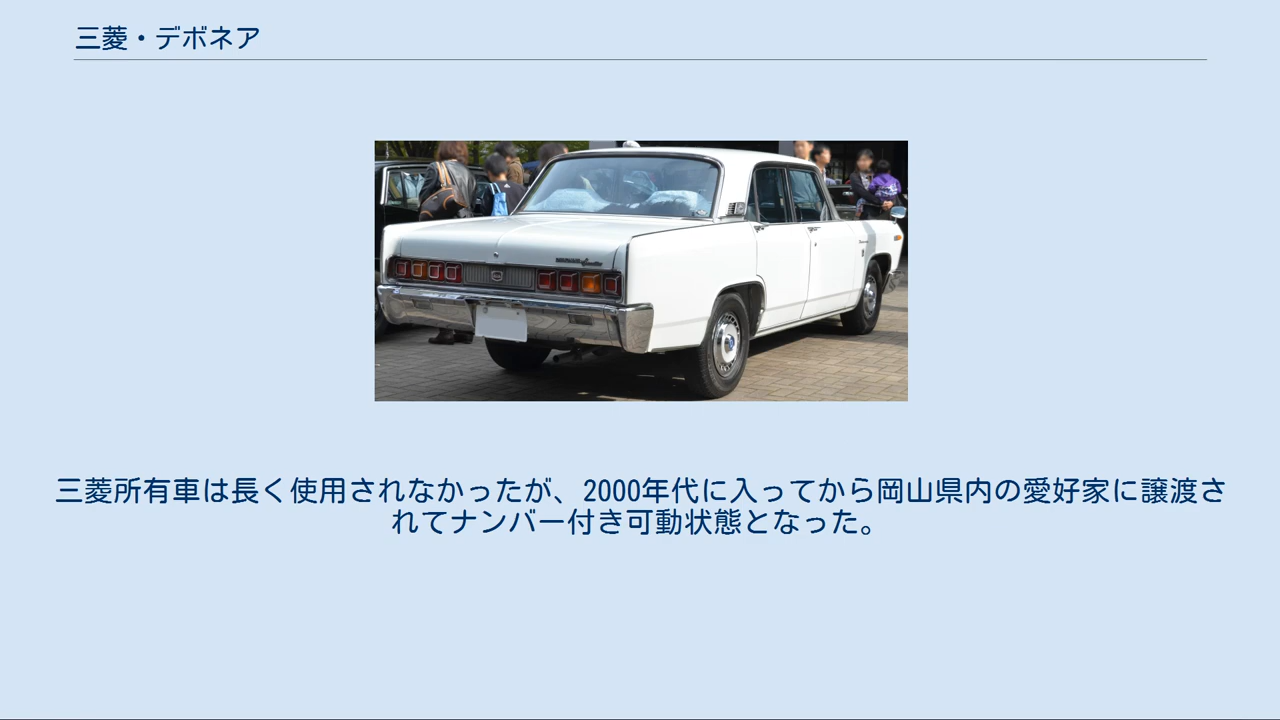 三菱・デボネア
三菱所有車は長く使用されなかったが、2000年代に入ってから岡山県内の愛好家に譲渡さ
れてナンバー付き可動状態となった。